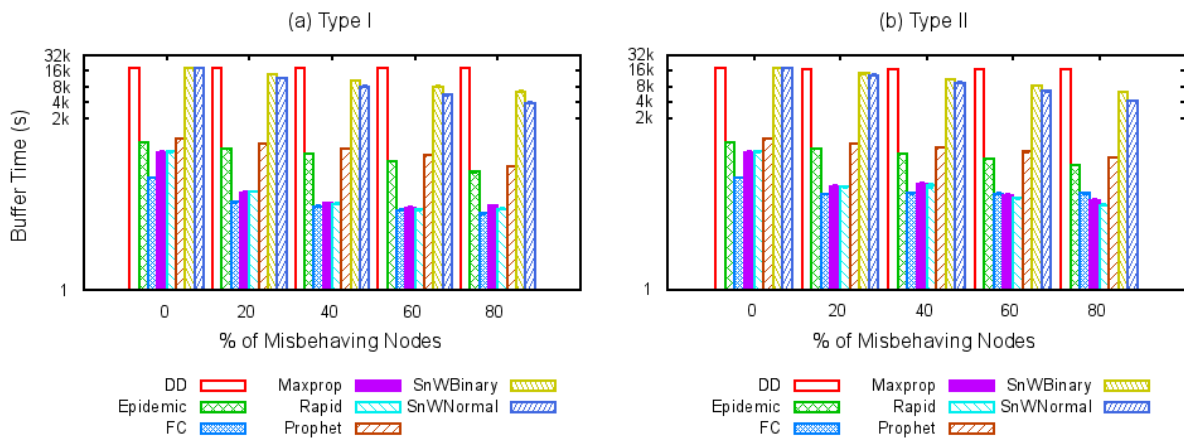 (a) Type I
32k
16k
8k
4k
2k
1
Buffer Time (s)
0 20 40 60 80
% of Misbehaving Nodes
DD Maxprop SnWBinary
Epidemic Rapid SnWNormal
FC Prophet
(b) Type II
32k
16k
8k
4k
2k
1
0 20 40 60 80
% of Misbehaving Nodes
DD Maxprop SnWBinary
Epidemic Rapid SnWNormal
FC Prophet